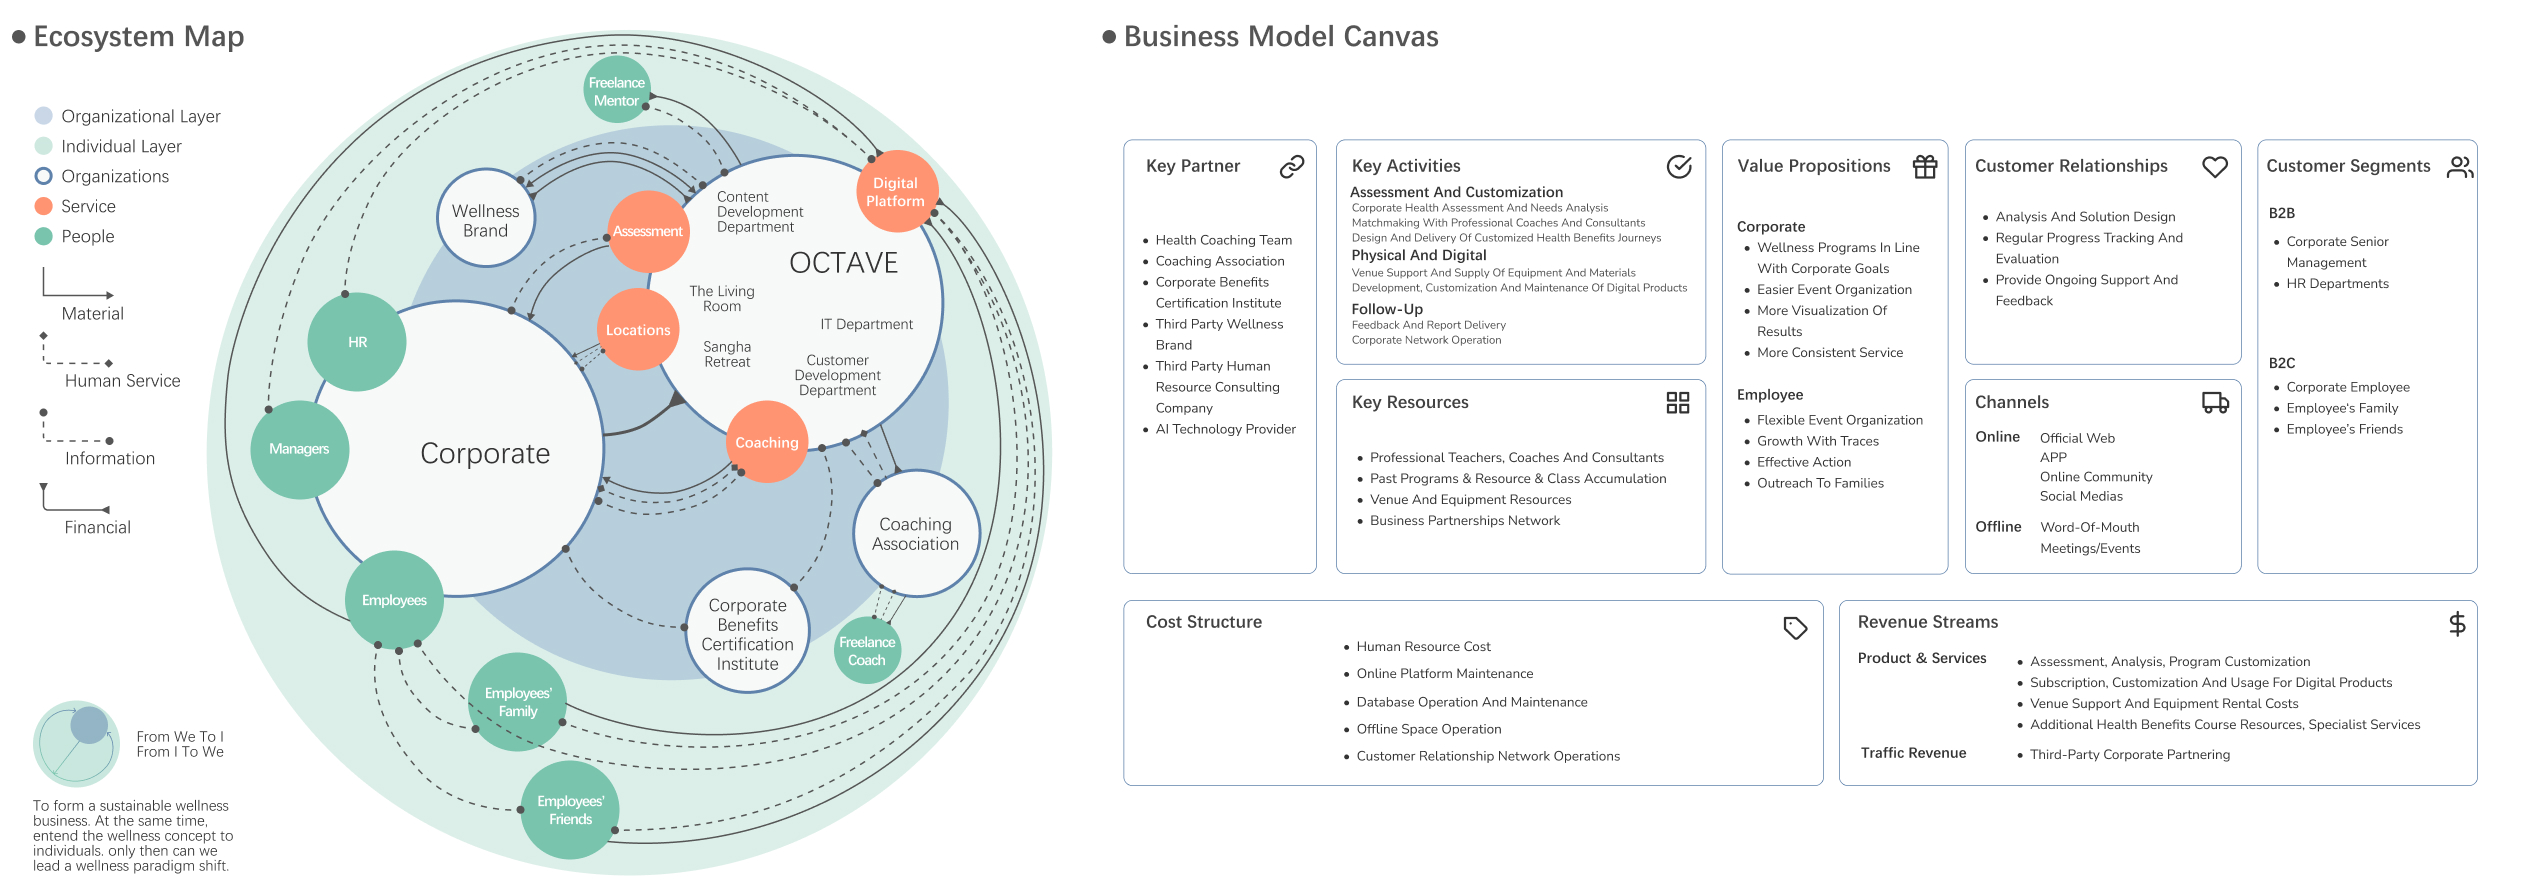 Ecosystem Map
Organizational Layer
Individual Layer
Organizations
Service
People
Material
Human Service
Information
Financial
From We To I
From I To We
To form a sustainable wellness
business. At the same time,
entend the wellness concept to
individuals. only then can we
lead a wellness paradigm shift.
Freelance
Mentor
Wellness
Brand
Assessment
Content
Development
Department
Digital
Platform
OCTAVE
The Living
Room
IT Department
Locations
Sangha
Retreat
Customer
Development
Department
HR
Managers
Corporate
Coaching
Coaching
Association
Employees
Corporate
Benefits
Certification
Institute
Freelance
Coach
Employees'
Family
Employees'
Friends
Business Model Canvas
Key Partner
Health Coaching Team
Coaching Association
Corporate Benefits
Certification Institute
Third Party Wellness
Brand
Third Party Human
Resource Consulting
Company
AI Technology Provider
Key Activities
Assessment And Customization
Corporate Health Assessment And Needs Analysis
Matchmaking With Professional Coaches And Consultants
Design And Delivery Of Customized Health Benefits Journeys
Physical And Digital
Venue Support And Supply Of Equipment And Materials
Development, Customization And Maintenance Of Digital Products
Follow-Up
Feedback And Report Delivery
Corporate Network Operation
Key Resources
Professional Teachers, Coaches And Consultants
Past Programs & Resource & Class Accumulation
Venue And Equipment Resources
Business Partnerships Network
Value Propositions
Corporate
Wellness Programs In Line
With Corporate Goals
Easier Event Organization
More Visualization Of
Results
More Consistent Service
Employee
Flexible Event Organization
Growth With Traces
Effective Action
Outreach To Families
Customer Relationships
Analysis And Solution Design
Regular Progress Tracking And
Evaluation
Provide Ongoing Support And
Feedback
Channels
Online
Official Web
APP
Online Community
Social Medias
Offline
Word-Of-Mouth
Meetings/Events
Customer Segments
B2B
Corporate Senior
Management
HR Departments
B2C
Corporate Employee
Employee's Family
Employee's Friends
Cost Structure
Human Resource Cost
Online Platform Maintenance
Database Operation And Maintenance
Offline Space Operation
Customer Relationship Network Operations
Revenue Streams
Product & Services
Assessment, Analysis, Program Customization
Subscription, Customization And Usage For Digital Products
Venue Support And Equipment Rental Costs
Additional Health Benefits Course Resources, Specialist Services
Traffic Revenue
Third-Party Corporate Partnering